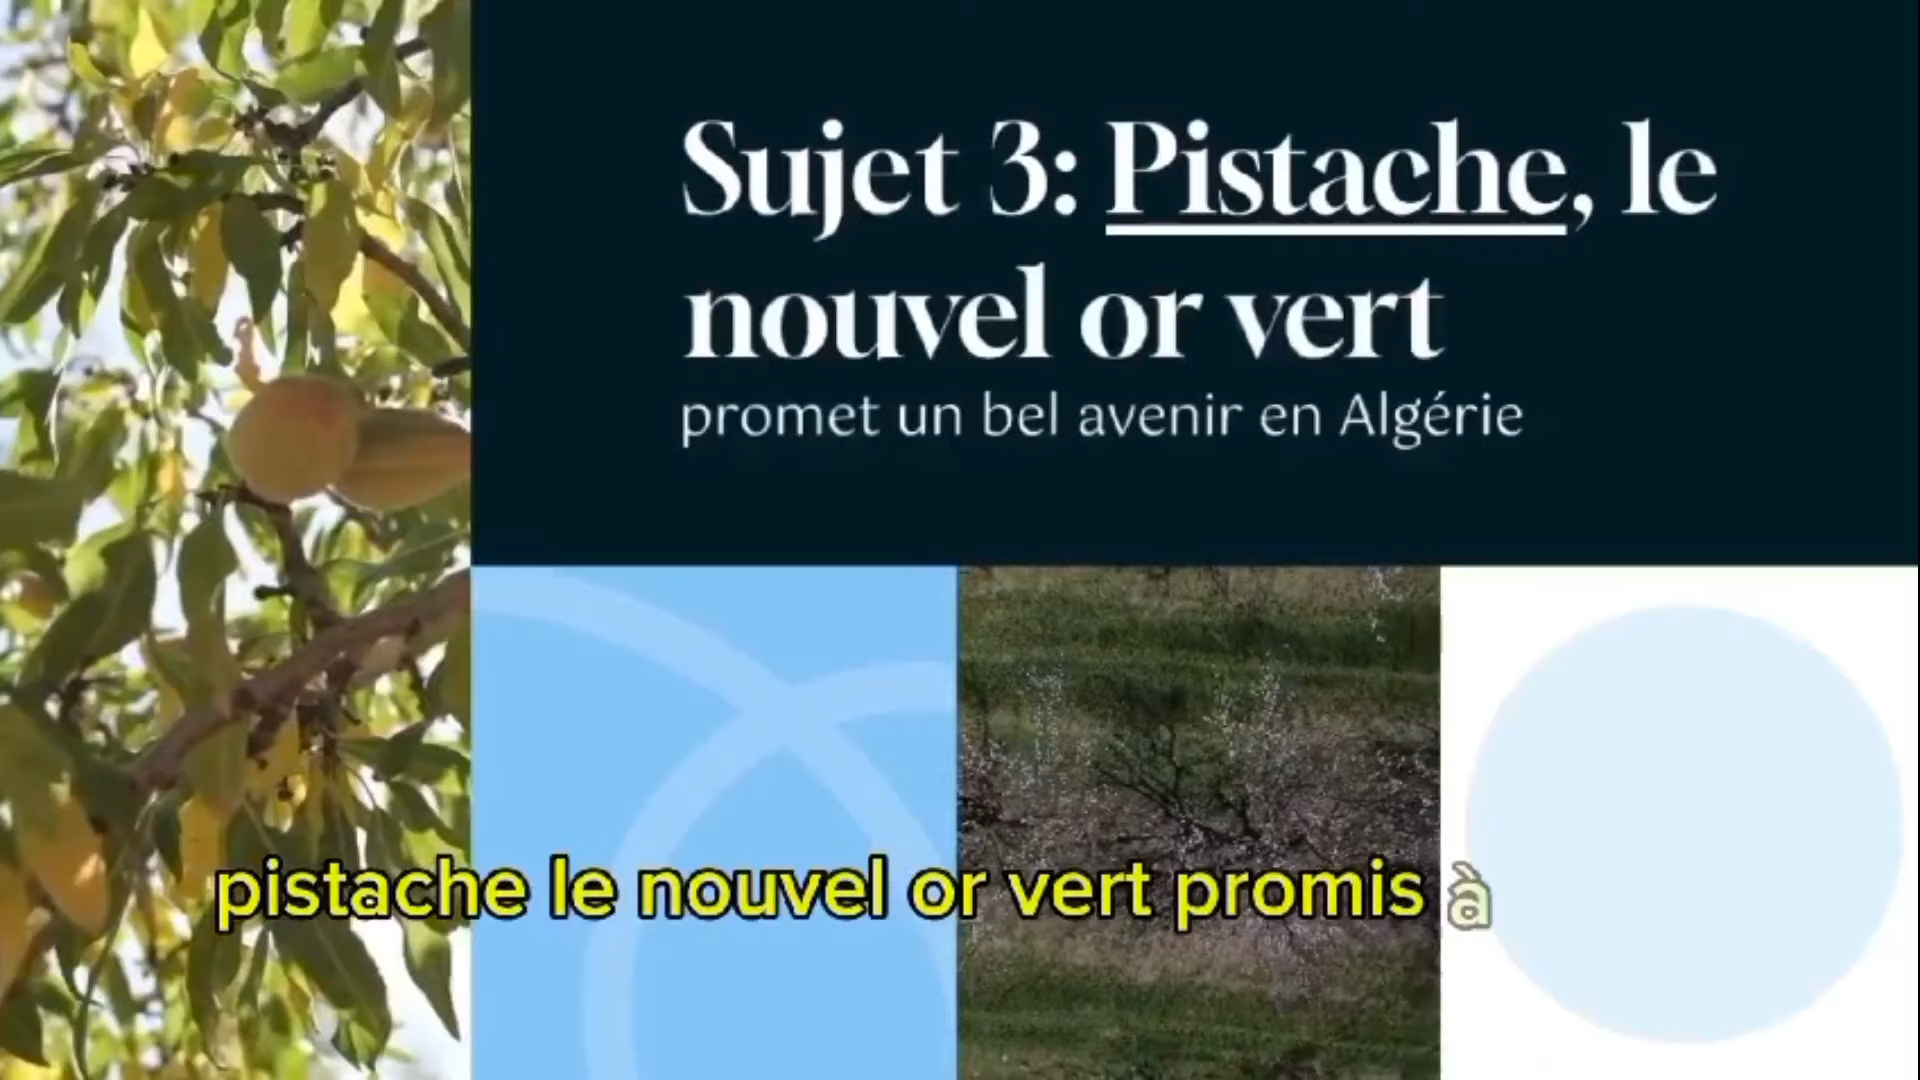 Sujet 3: Pistache, le
nouvel or vert
promet un bel avenir en Algérie
pistache le nouvel or vert promis à